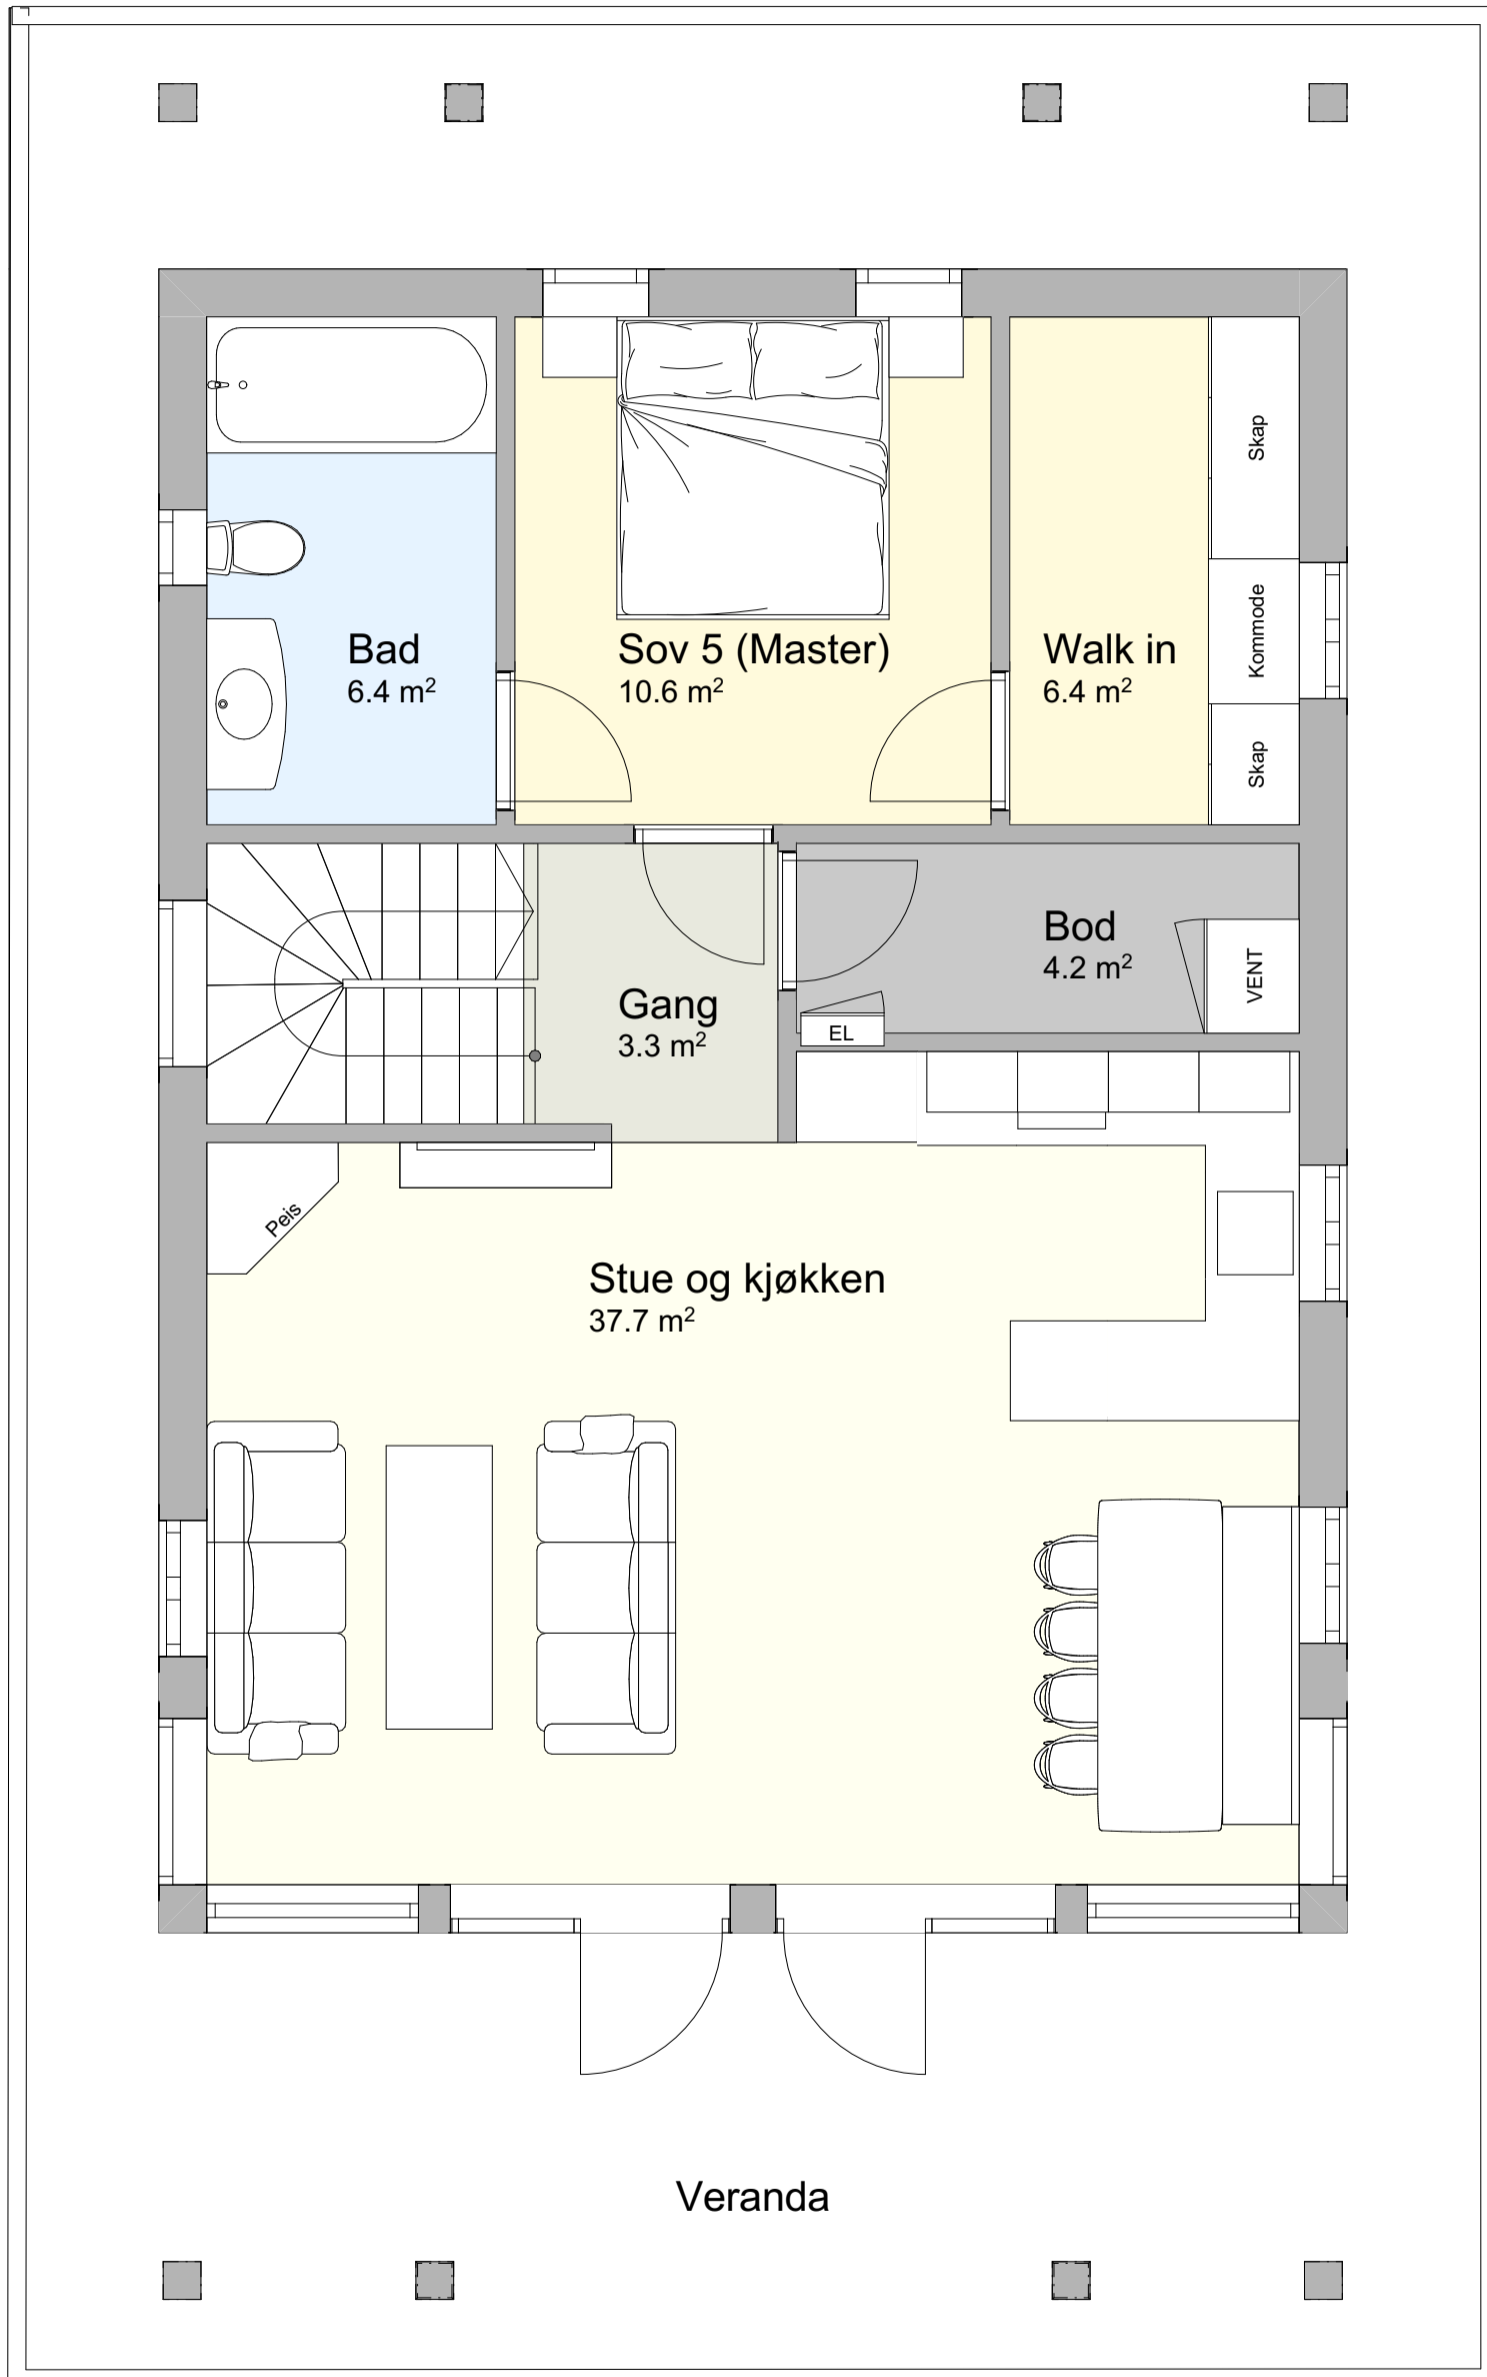 Skap
Kommode
Skap
Bad
6.4 m²
Sov 5 (Master)
10.6 m²
Walk in
6.4 m²
Bod
4.2 m²
VENT
EL
Gang
3.3 m²
Peis
Stue og kjøkken
37.7 m²
Veranda